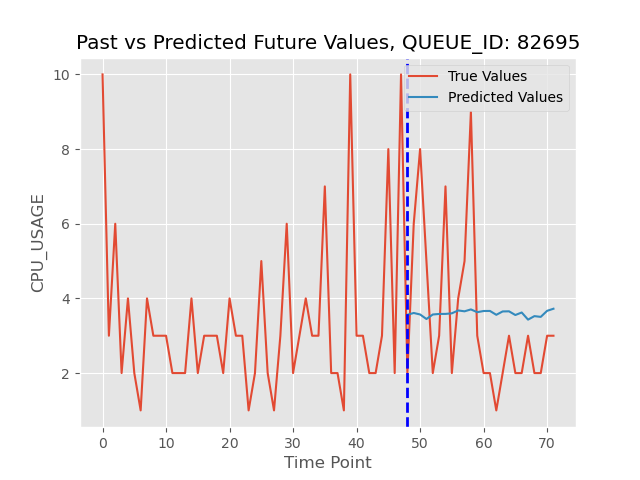 Past vs Predicted Future Values, QUEUE_ID: 82695
True Values
Predicted Values
10
8
6
4
2
CPU_USAGE
0 10 20 30 40 50 60 70
Time Point